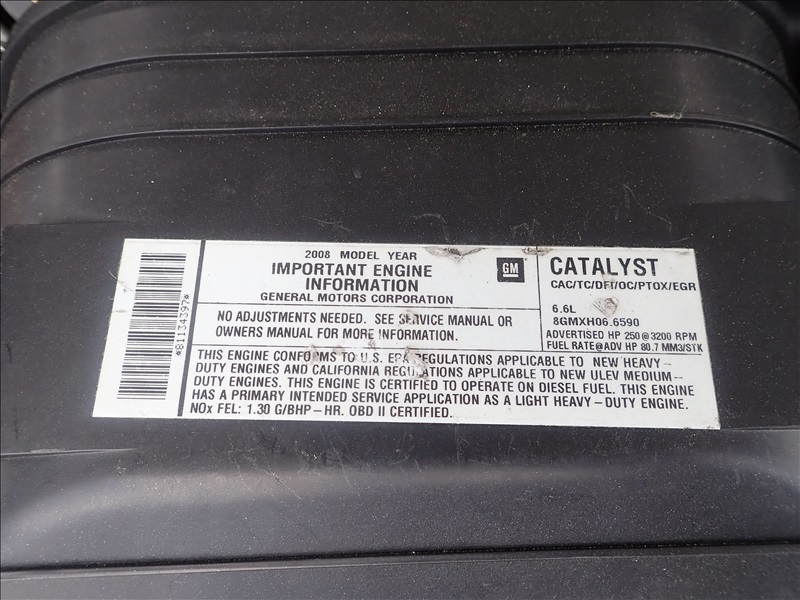 *81134397*
2008 MODEL YEAR
IMPORTANT ENGINE
INFORMATION
GENERAL MOTORS CORPORATION
GM
NO ADJUSTMENTS NEEDED. SEE SERVICE MANUAL OR
OWNERS MANUAL FOR MORE INFORMATION.
CATALYST
CAC/TC/DFI/OC/PTOX/EGR
6.6L
8GMXH06.6590
ADVERTISED HP 250@3200 RPM
FUEL RATE@ADV HP 80.7 MM3/STK
THIS ENGINE CONFORMS TO U.S. EPA REGULATIONS APPLICABLE TO NEW HEAVY-
DUTY ENGINES AND CALIFORNIA REGULATIONS APPLICABLE TO NEW ULEV MEDIUM-
DUTY ENGINES. THIS ENGINE IS CERTIFIED TO OPERATE ON DIESEL FUEL. THIS ENGINE
HAS A PRIMARY INTENDED SERVICE APPLICATION AS A LIGHT HEAVY-DUTY ENGINE.
NOx FEL: 1.30 G/BHP-HR. OBD II CERTIFIED.